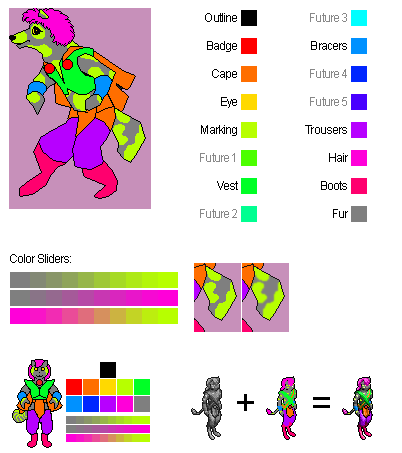 Outline
Future 3
Badge
Bracers
Cape
Future 4
Eye
Future 5
Marking
Trousers
Future 1
Hair
Vest
Boots
Future 2
Fur
Color Sliders:
+
=